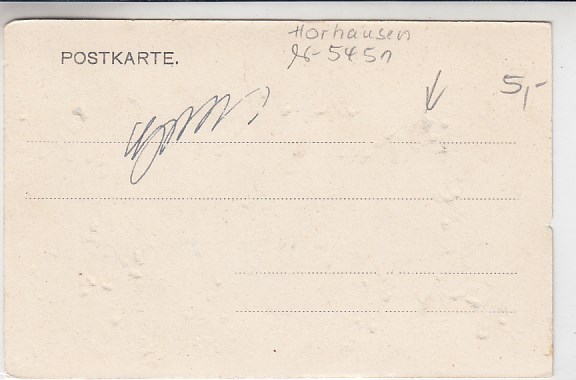 Horhausen
5451
POSTKARTE.
5,-